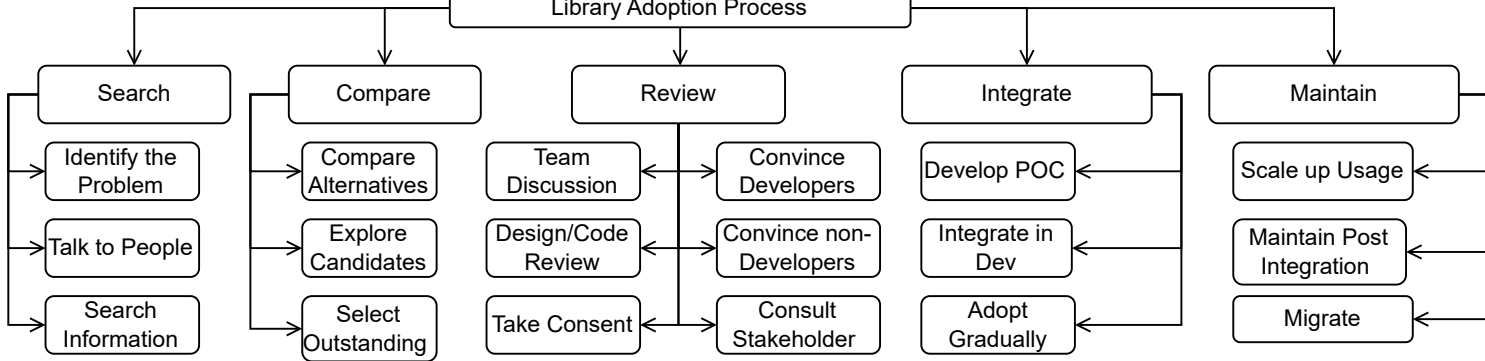 Library Adoption Process
Search
Compare
Review
Integrate
Maintain
Identify the
Problem
Talk to People
Search
Information
Compare
Alternatives
Explore
Candidates
Select
Outstanding
Team
Discussion
Design/Code
Review
Take Consent
Convince
Developers
Convince non-
Developers
Consult
Stakeholder
Develop POC
Integrate in
Dev
Adopt
Gradually
Scale up Usage
Maintain Post
Integration
Migrate